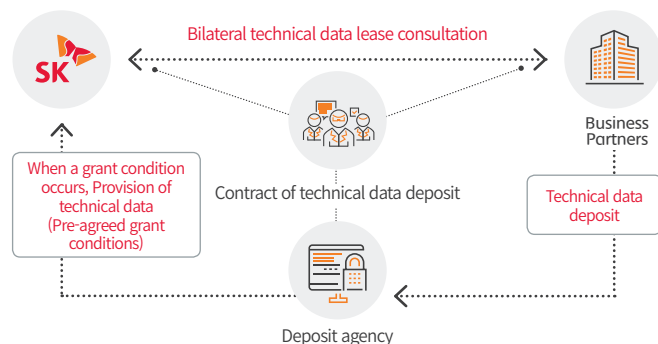 Bilateral technical data lease consultation
SK
Business
Partners
When a grant condition
occurs, Provision of
technical data
(Pre-agreed grant
conditions)
Contract of technical data deposit
Technical data
deposit
Deposit agency